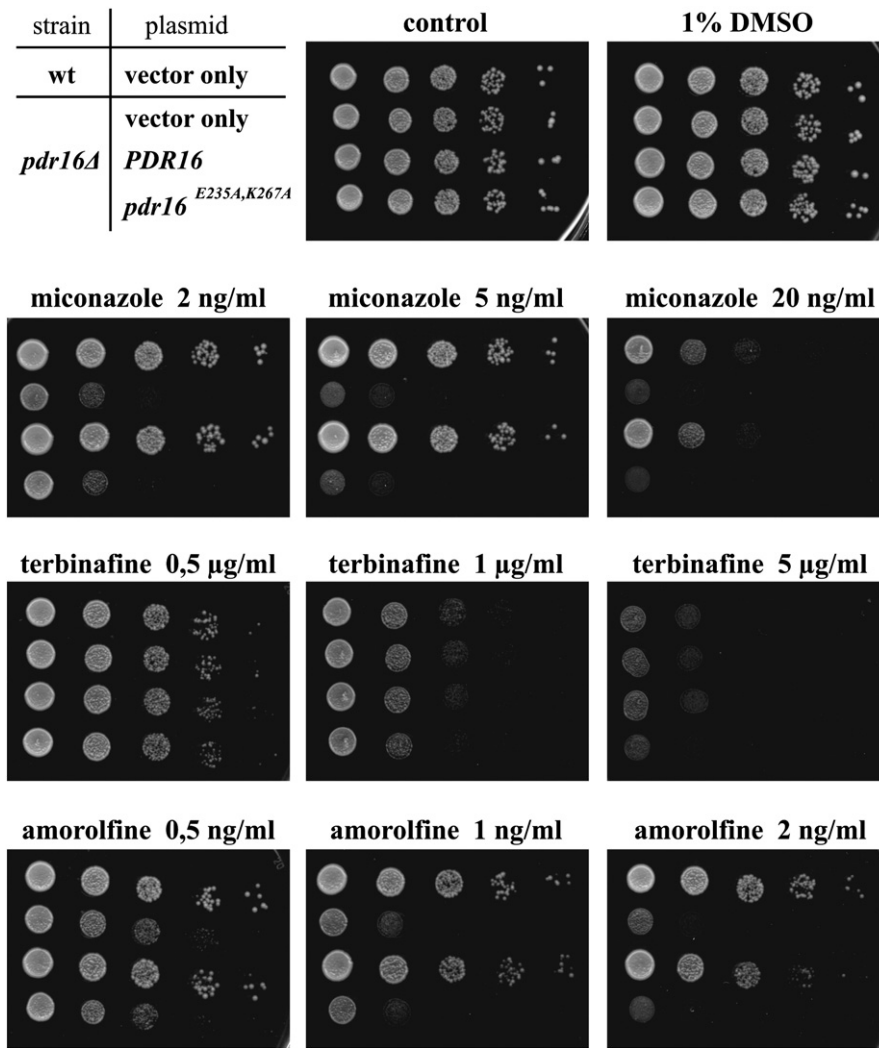 strain plasmid control 1% DMSO
wt vector only
vector only
pdr16Δ PDR16
pdr16 E235A,K267A
miconazole 2 ng/ml miconazole 5 ng/ml miconazole 20 ng/ml
terbinafine 0,5 µg/ml terbinafine 1 µg/ml terbinafine 5 µg/ml
amorolfine 0,5 ng/ml amorolfine 1 ng/ml amorolfine 2 ng/ml